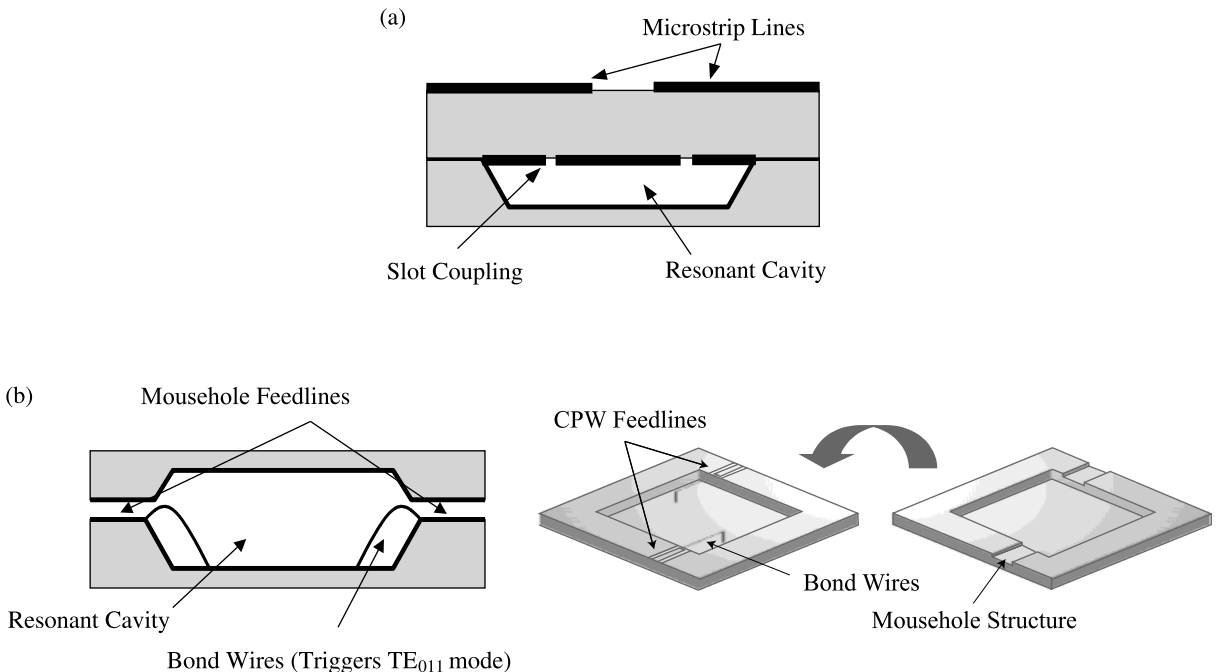 (a)
Microstrip Lines
Slot Coupling
Resonant Cavity
(b)
Mousehole Feedlines
CPW Feedlines
Bond Wires
Resonant Cavity
Mousehole Structure
Bond Wires (Triggers TE₀₁₁ mode)